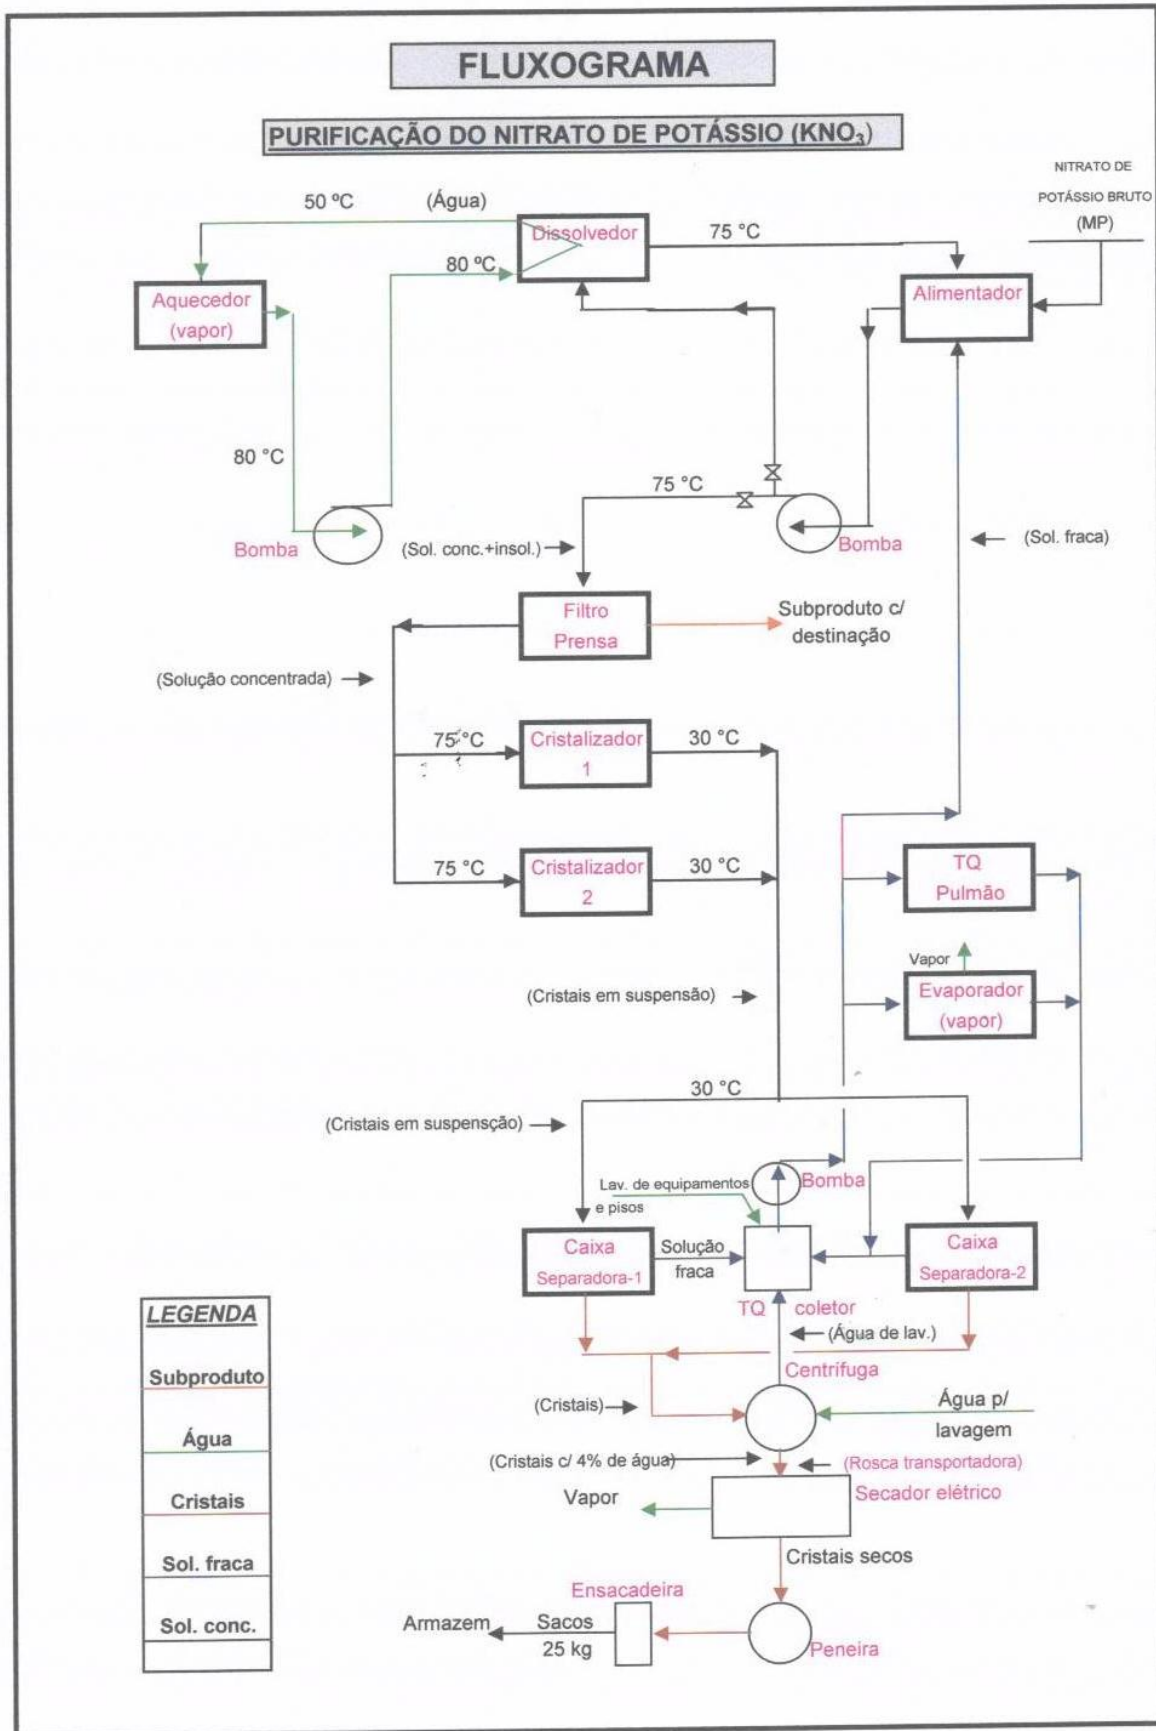 FLUXOGRAMA
PURIFICAÇÃO DO NITRATO DE POTÁSSIO (KNO₃)
NITRATO DE
POTÁSSIO BRUTO
(MP)
50 ºC
(Água)
Dissolvedor
75 °C
80 ºC
Aquecedor
(vapor)
Alimentador
80 °C
75 °C
Bomba
(Sol. conc.+insol.)
Bomba
(Sol. fraca)
Filtro
Prensa
Subproduto c/
destinação
(Solução concentrada)
75 °C
Cristalizador
1
30 °C
75 °C
Cristalizador
2
30 °C
TQ
Pulmão
Vapor
Evaporador
(vapor)
(Cristais em suspensão)
30 °C
(Cristais em suspensção)
Bomba
Lav. de equipamentos
e pisos
Caixa
Separadora-1
Solução
fraca
Caixa
Separadora-2
TQ coletor
(Água de lav.)
Centrífuga
(Cristais)
Água p/
lavagem
(Cristais c/ 4% de água)
(Rosca transportadora)
Vapor
Secador elétrico
Cristais secos
Ensacadeira
Armazem
Sacos
25 kg
Peneira
LEGENDA
Subproduto
Água
Cristais
Sol. fraca
Sol. conc.